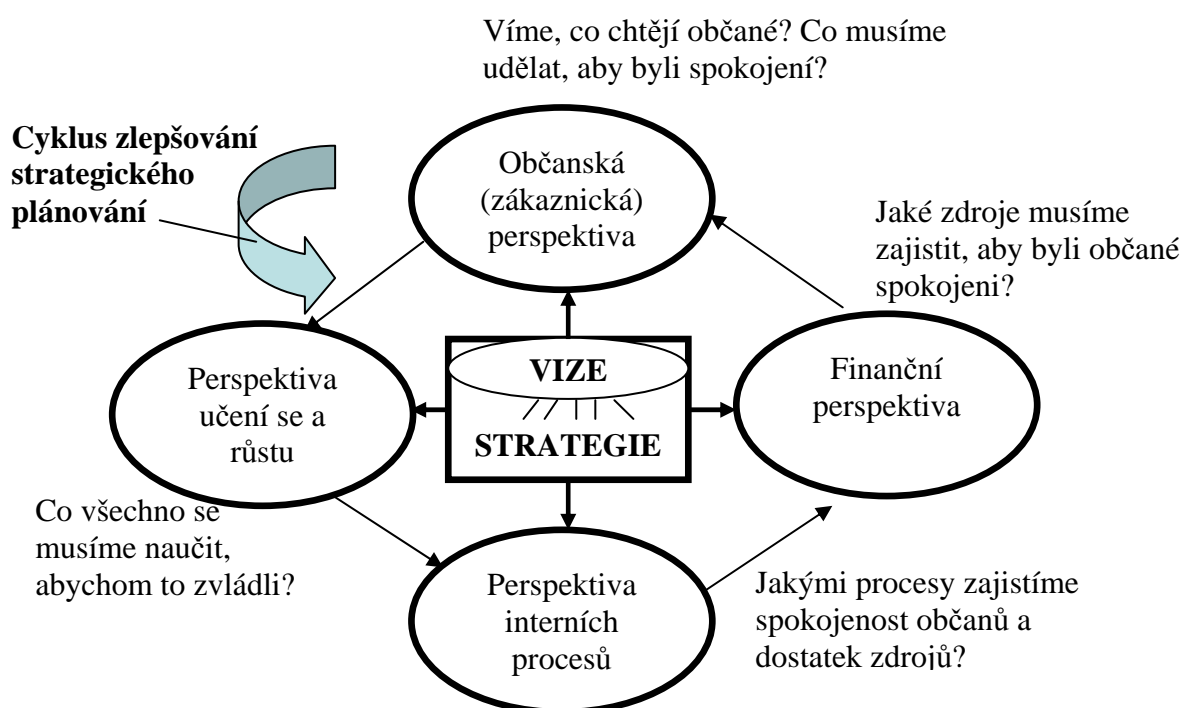 Víme, co chtějí občané? Co musíme
udělat, aby byli spokojení?
Cyklus zlepšování
strategického
plánování
Občanská
(zákaznická)
perspektiva
Jaké zdroje musíme
zajistit, aby byli občané
spokojeni?
Perspektiva
učení se a
růstu
VIZE
STRATEGIE
Finanční
perspektiva
Co všechno se
musíme naučit,
abychom to zvládli?
Perspektiva
interních
procesů
Jakými procesy zajistíme
spokojenost občanů a
dostatek zdrojů?